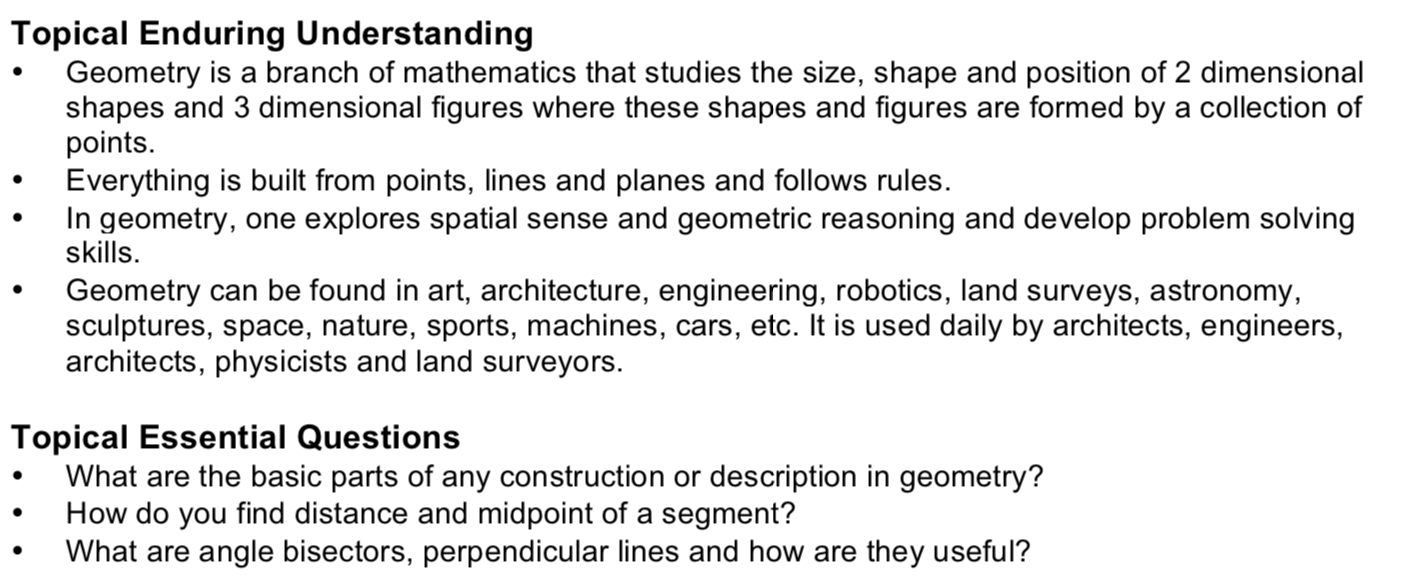 Topical Enduring Understanding
• Geometry is a branch of mathematics that studies the size, shape and position of 2 dimensional
shapes and 3 dimensional figures where these shapes and figures are formed by a collection of
points.
• Everything is built from points, lines and planes and follows rules.
• In geometry, one explores spatial sense and geometric reasoning and develop problem solving
skills.
• Geometry can be found in art, architecture, engineering, robotics, land surveys, astronomy,
sculptures, space, nature, sports, machines, cars, etc. It is used daily by architects, engineers,
architects, physicists and land surveyors.
Topical Essential Questions
• What are the basic parts of any construction or description in geometry?
• How do you find distance and midpoint of a segment?
• What are angle bisectors, perpendicular lines and how are they useful?